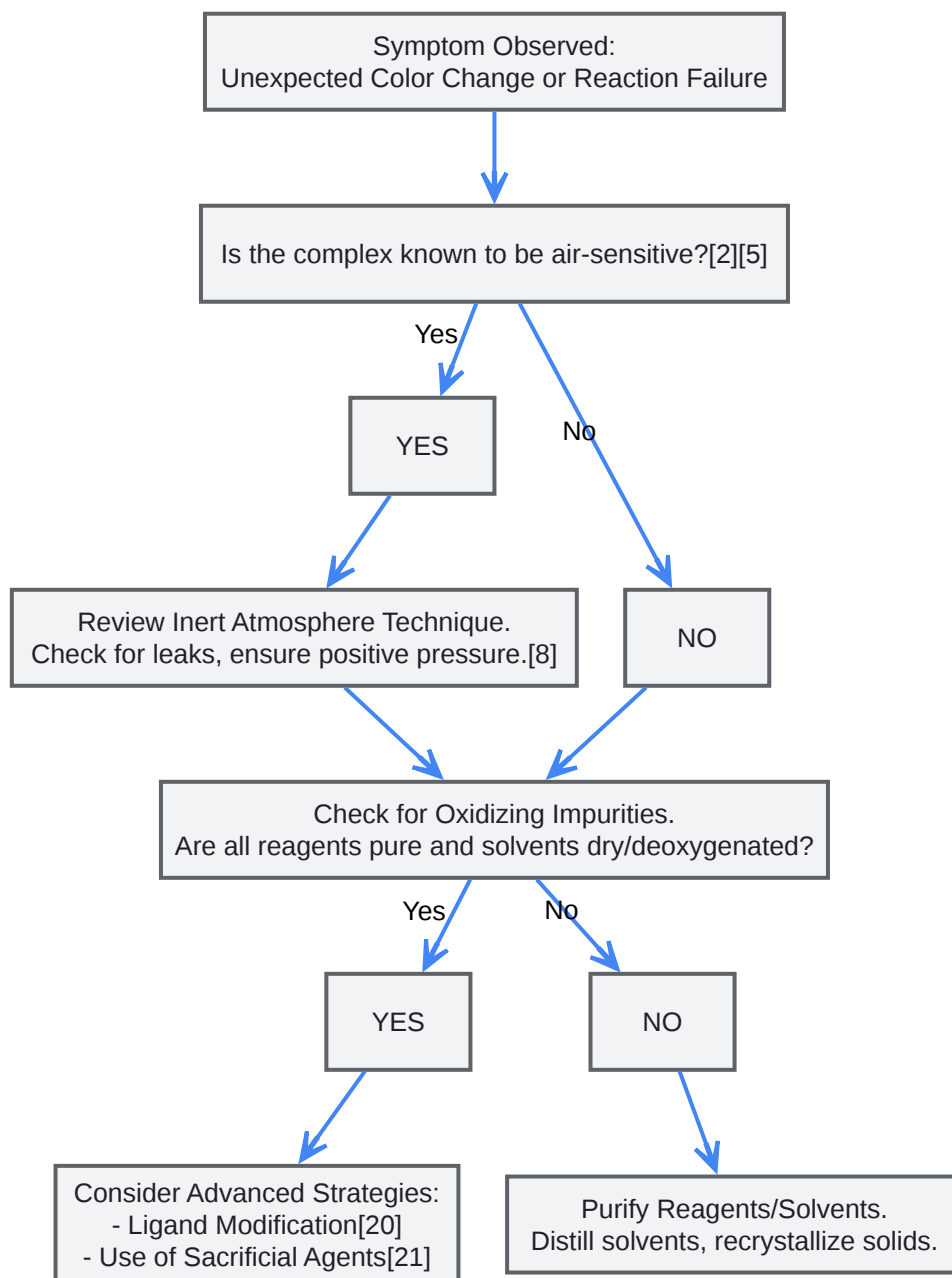 Symptom Observed:
Unexpected Color Change or Reaction Failure
Is the complex known to be air-sensitive?[2][5]
Yes
No
YES
NO
Review Inert Atmosphere Technique.
Check for leaks, ensure positive pressure.[8]
Check for Oxidizing Impurities.
Are all reagents pure and solvents dry/deoxygenated?
Yes
No
YES
NO
Consider Advanced Strategies:
- Ligand Modification[20]
- Use of Sacrificial Agents[21]
Purify Reagents/Solvents.
Distill solvents, recrystallize solids.